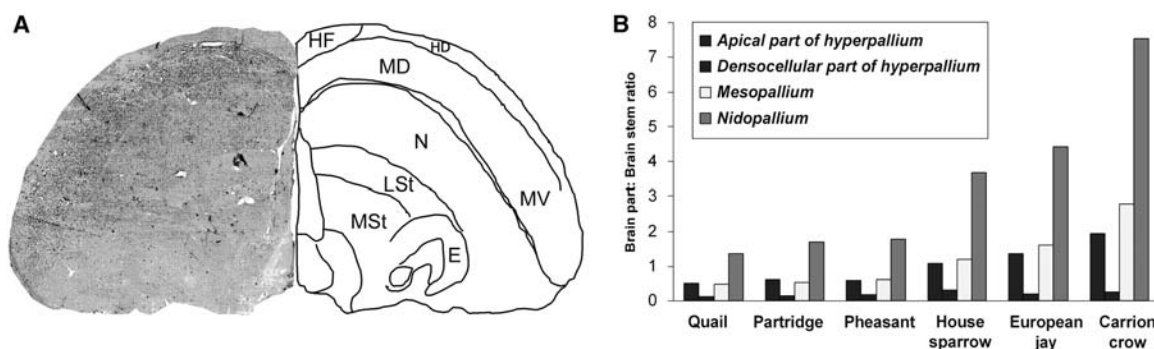 A
HF
HD
MD
N
LSt
MSt
MV
E
B
Brain part: Brain stem ratio
8
7
6
5
4
3
2
1
0
Apical part of hyperpallium
Densocellular part of hyperpallium
Mesopallium
Nidopallium
Quail
Partridge
Pheasant
House
sparrow
European
jay
Carrion
crow